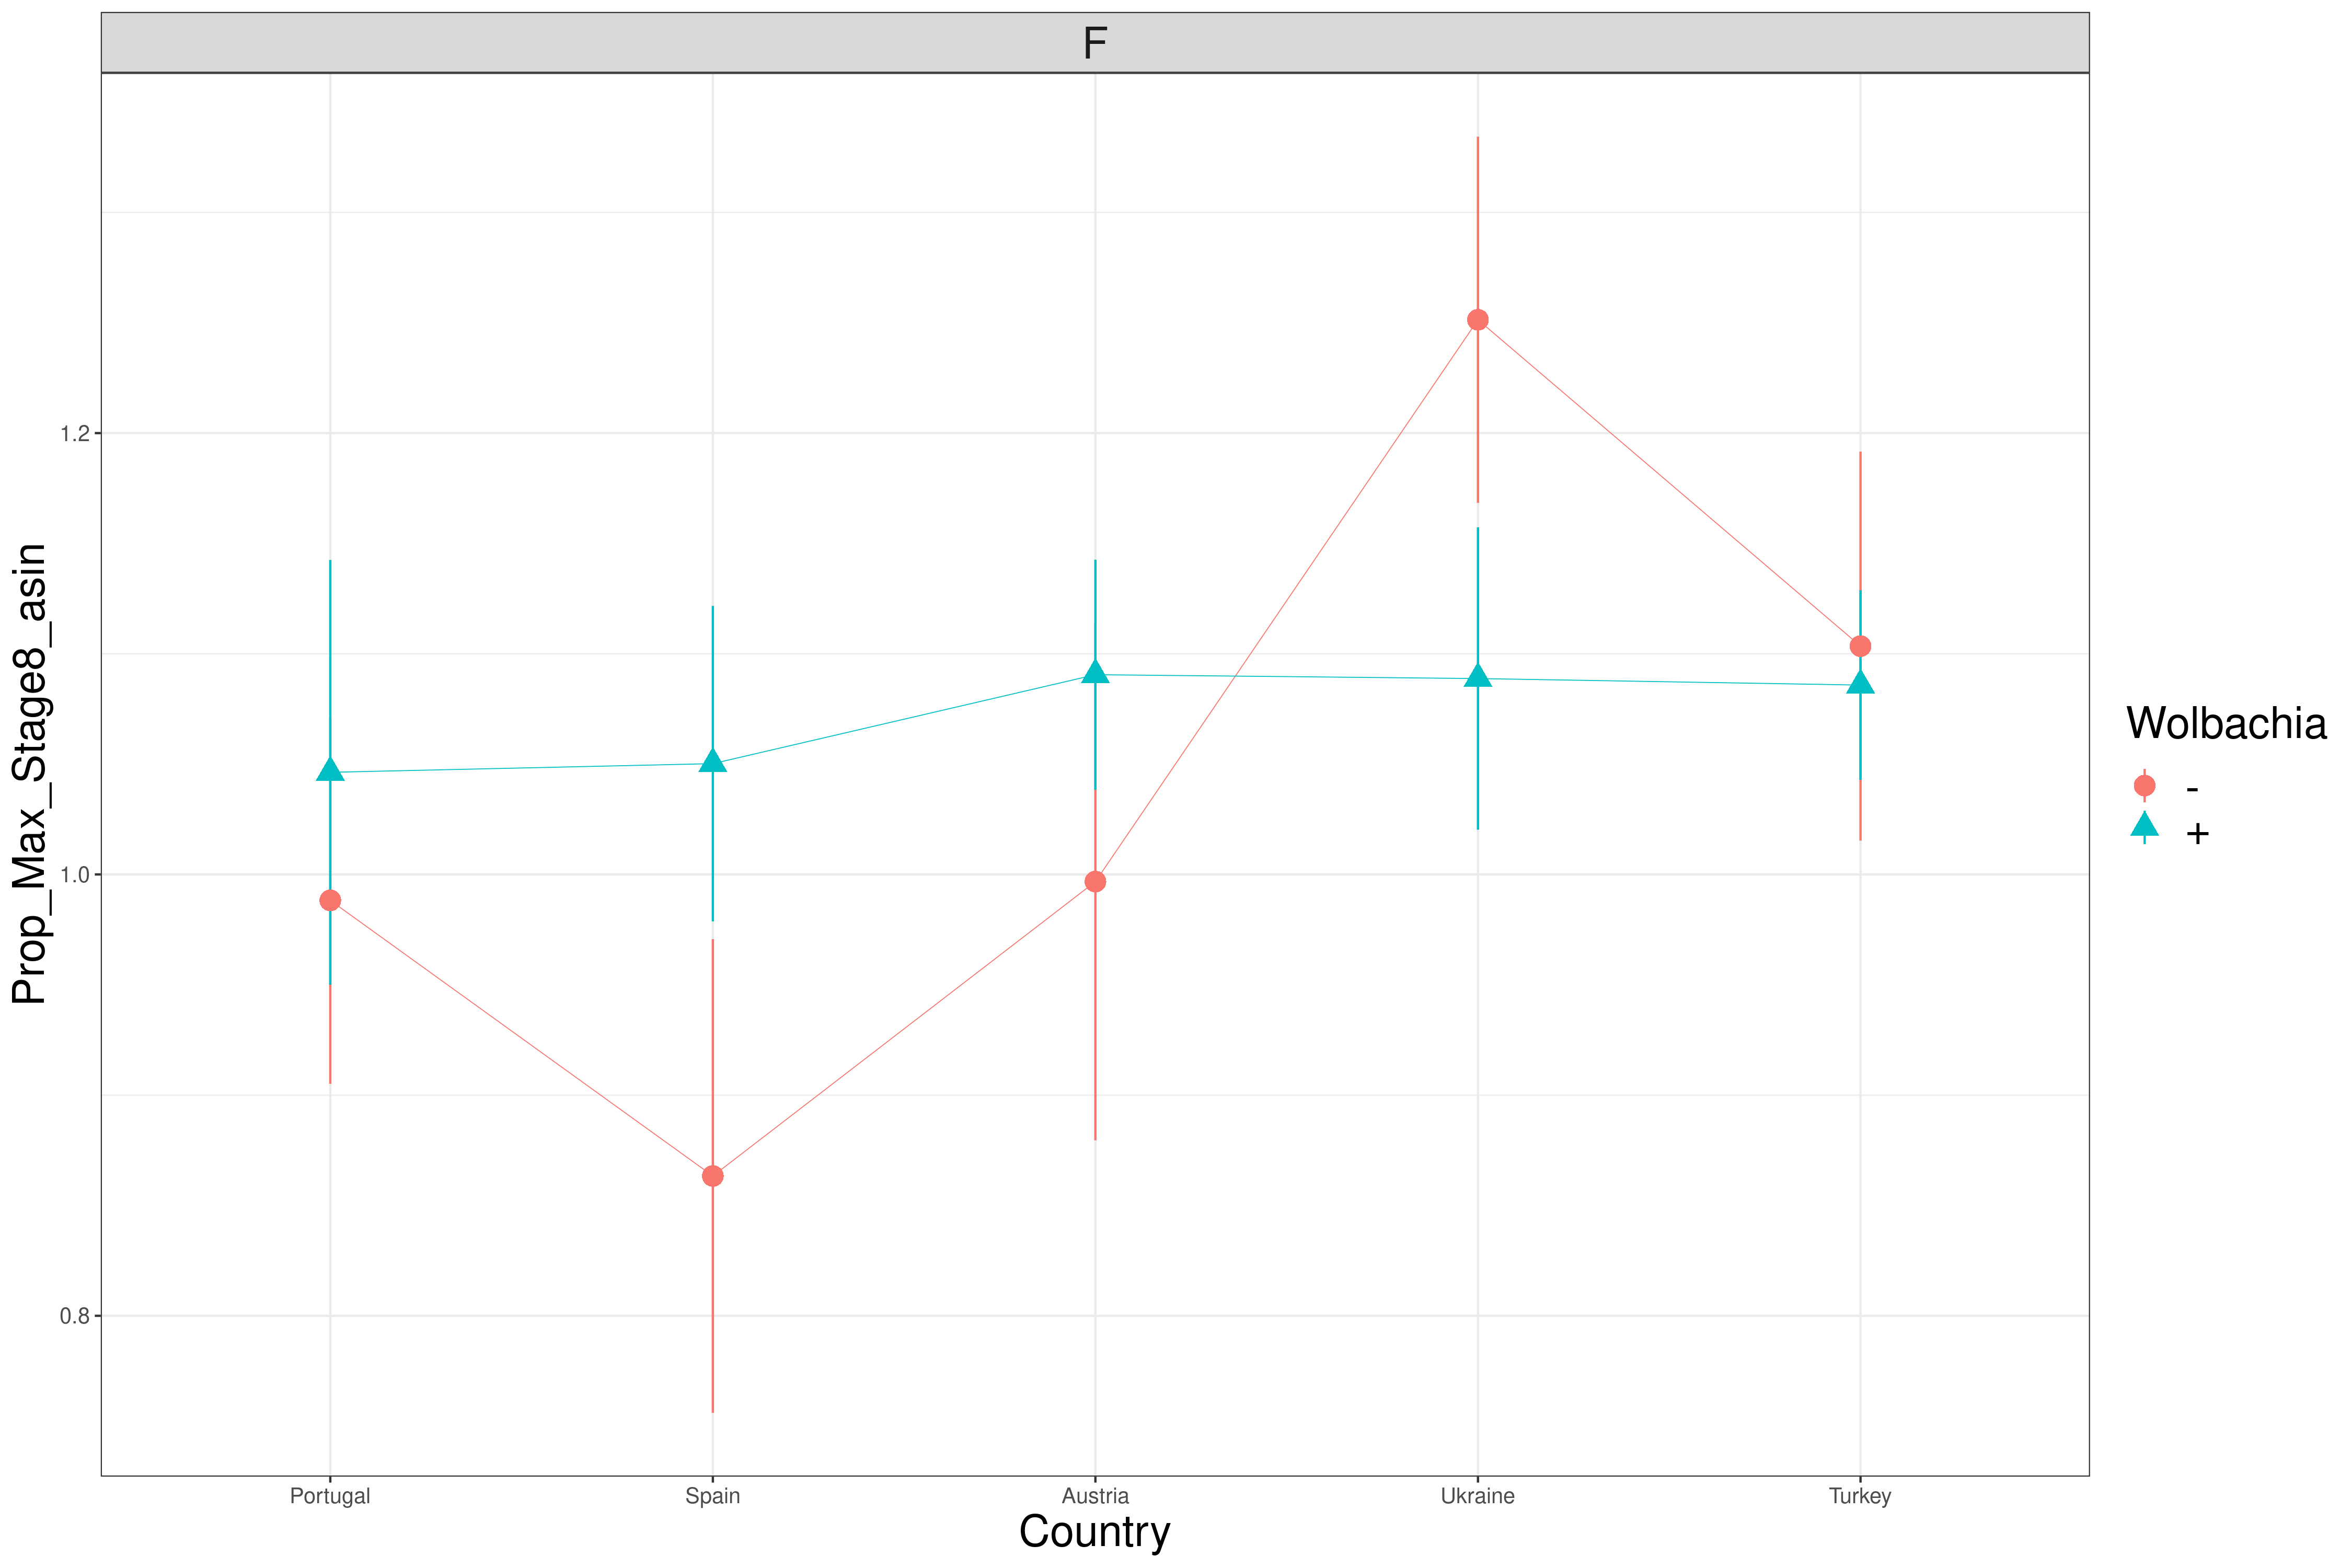 F
Prop_Max_Stage8_asin
1.2
1.0
0.8
Portugal
Spain
Austria
Ukraine
Turkey
Country
Wolbachia
-
+